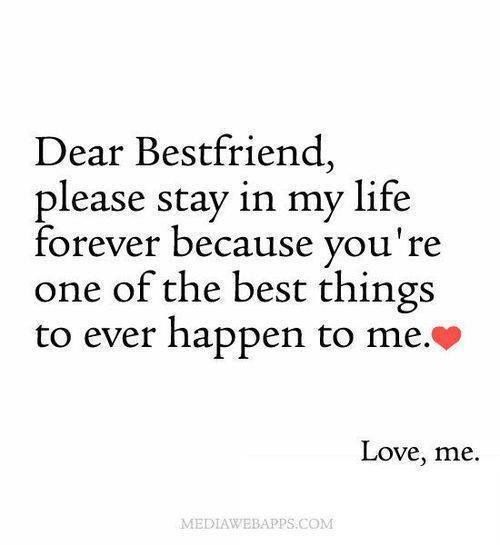 Dear Bestfriend,
please stay in my life
forever because you're
one of the best things
to ever happen to me.
Love, me.
MEDIAWEBAPPS.COM